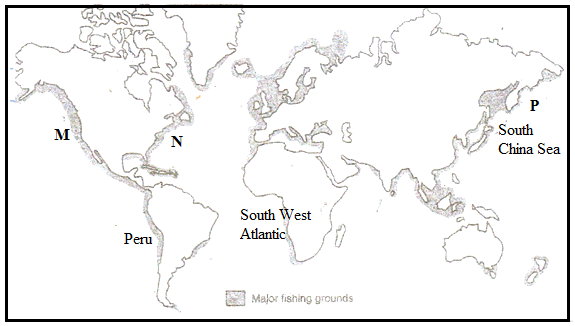 M
N
P
South
China Sea
South West
Atlantic
Peru
Major fishing grounds